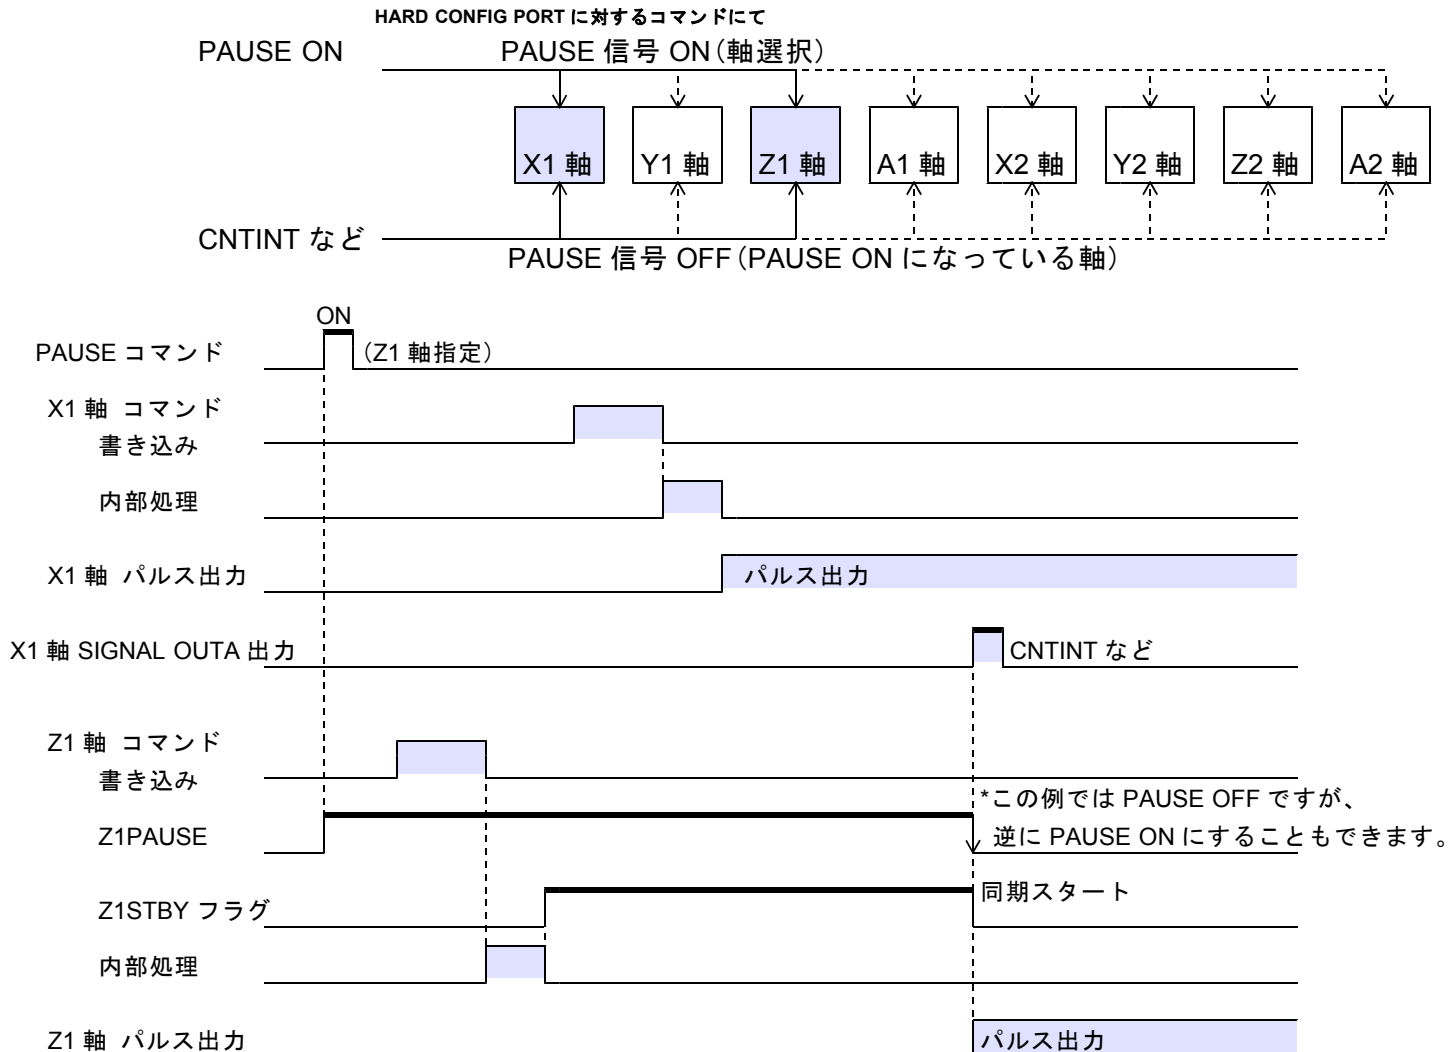 HARD CONFIG PORT に対するコマンドにて
PAUSE ON
PAUSE 信号 ON(軸選択)
X1 軸
Y1 軸
Z1 軸
A1 軸
X2 軸
Y2 軸
Z2 軸
A2 軸
CNTINT など
PAUSE 信号 OFF(PAUSE ON になっている軸)
ON
PAUSE コマンド
(Z1 軸指定)
X1 軸 コマンド
書き込み
内部処理
X1 軸 パルス出力
パルス出力
X1 軸 SIGNAL OUTA 出力
CNTINT など
Z1 軸 コマンド
書き込み
*この例では PAUSE OFF ですが、
Z1PAUSE
逆に PAUSE ON にすることもできます。
同期スタート
Z1STBY フラグ
内部処理
Z1 軸 パルス出力
パルス出力